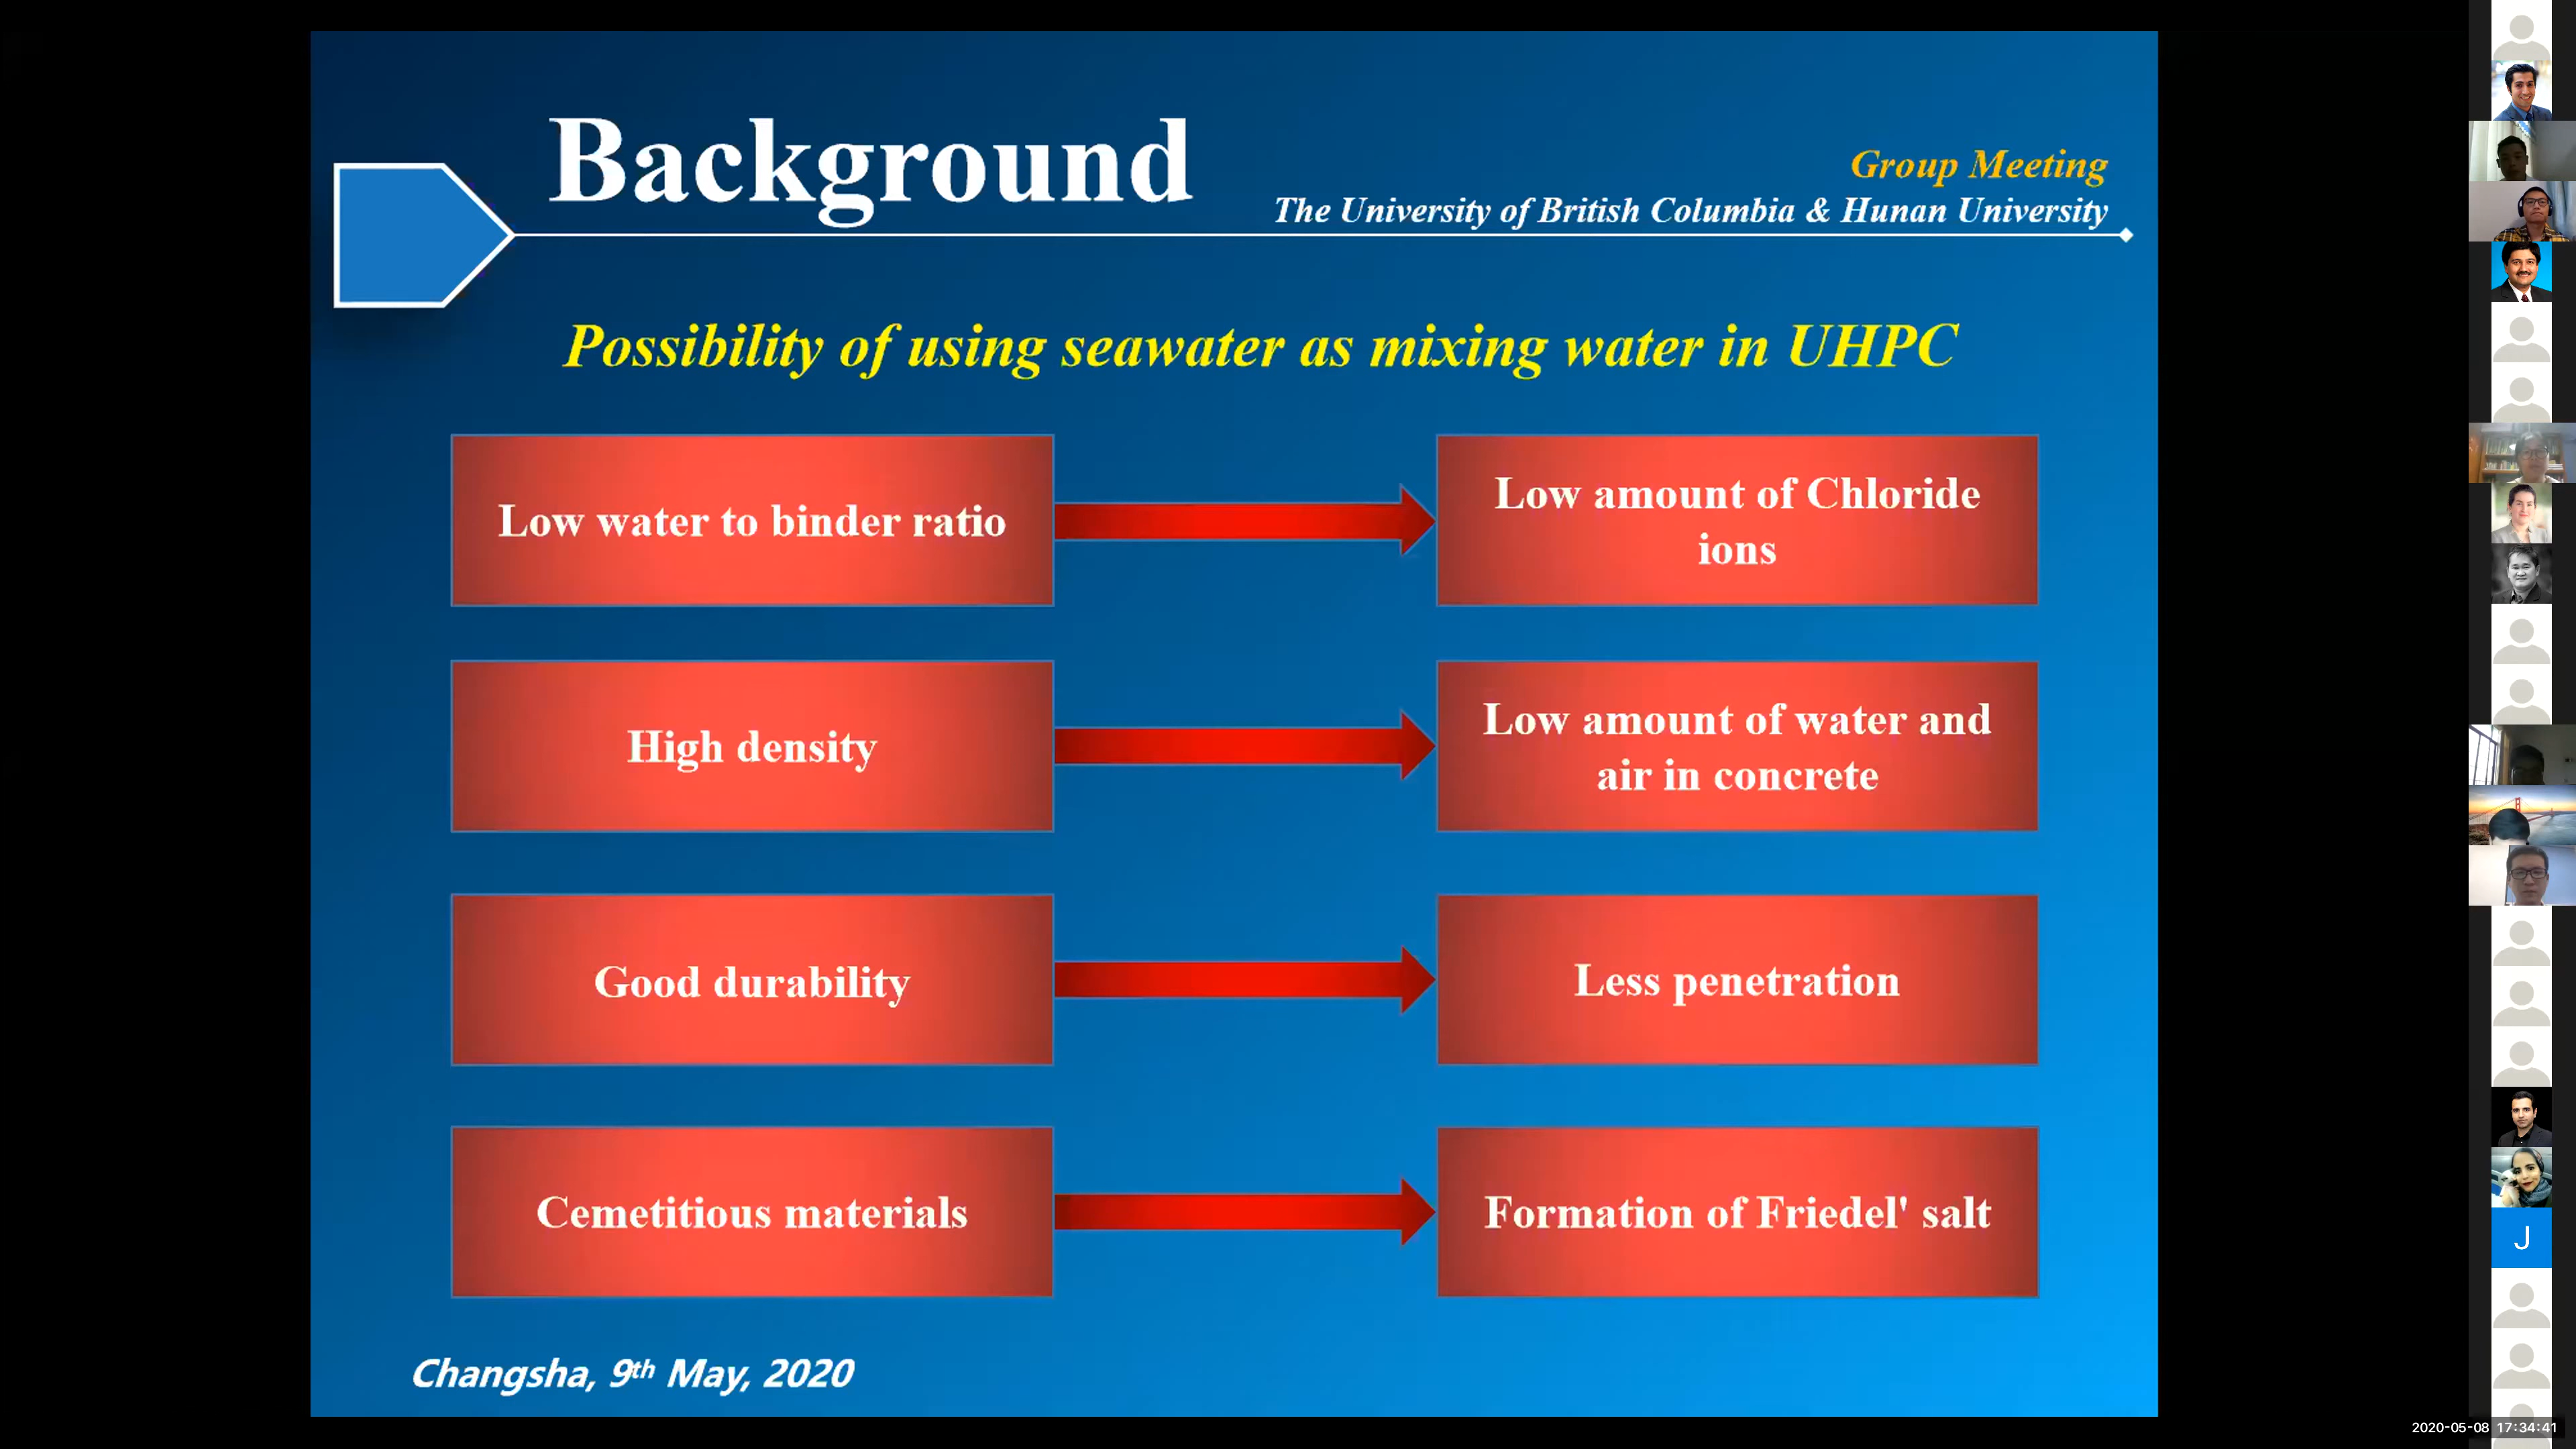 Background
Group Meeting
The University of British Columbia & Hunan University
Possibility of using seawater as mixing water in UHPC
Low water to binder ratio
Low amount of Chloride
ions
High density
Low amount of water and
air in concrete
Good durability
Less penetration
Cemetitious materials
Formation of Friedel' salt
Changsha, 9th May, 2020
J
2020-05-08 17:34:41